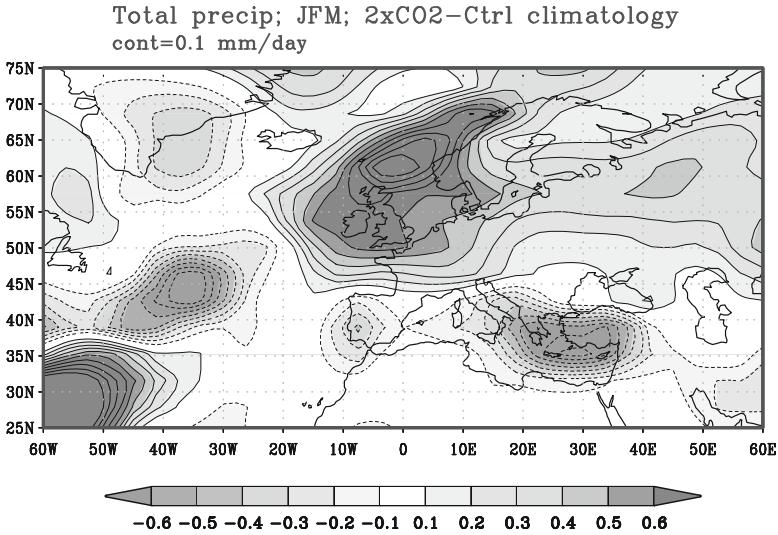 Total precip; JFM; 2xCO2-Ctrl climatology
cont=0.1 mm/day
75N
70N
65N
60N
55N
50N
45N
40N
35N
30N
25N
60W 50W 40W 30W 20W 10W 0 10E 20E 30E 40E 50E 60E
-0.6 -0.5 -0.4 -0.3 -0.2 -0.1 0.1 0.2 0.3 0.4 0.5 0.6